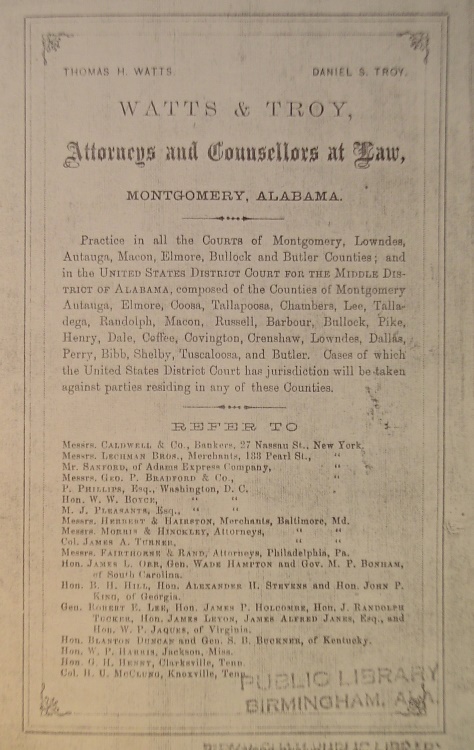 THOMAS H. WATTS. DANIEL S. TROY.
WATTS & TROY,
Attorneys and Counsellors at Law,
MONTGOMERY, ALABAMA.
Practice in all the COURTS of Montgomery, Lowndes,
Autauga, Macon, Elmore, Bullock and Butler Counties; and
in the UNITED STATES DISTRICT COURT FOR THE MIDDLE DIS-
TRICT OF ALABAMA, composed of the Counties of Montgomery
Autauga, Elmore, Coosa, Tallapoosa, Chambers, Lee, Talla-
dega, Randolph, Macon, Russell, Barbour, Bullock, Pike,
Henry, Dale, Coffee, Covington, Crenshaw, Lowndes, Dallas,
Perry, Bibb, Shelby, Tuscaloosa, and Butler. Cases of which
the United States District Court has jurisdiction will be taken
against parties residing in any of these Counties.
REFER TO
Messrs. CALDWELL & Co., Bankers, 27 Nassau St., New York,
Messrs. LECHMAN BROS., Merchants, 133 Pearl St., "
Mr. SANFORD, of Adams Express Company, "
Messrs. GEO. P. BRADFORD & Co., "
P. PHILLIPS, Esq., Washington, D. C.
Hon. W. W. BOYCE, " "
M. J. PLEASANTS, Esq., " "
Messrs. HERBERT & HAIRSTON, Merchants, Baltimore, Md.
Messrs. MORRIS & HINCKLEY, Attorneys, " "
Col. JAMES A. TURNER, " "
Messrs. FAIRTHORNE & RAND, Attorneys, Philadelphia, Pa.
Hon. JAMES L. ORR, Gen. WADE HAMPTON and Gov. M. P. BONHAM,
of South Carolina.
Hon. B. H. HILL, Hon. ALEXANDER H. STEVENS and Hon. JOHN P.
KING, of Georgia.
Gen. ROBERT E. LEE, Hon. JAMES P. HOLCOMBE, Hon. J. RANDOLPH
TUCKER, Hon. JAMES LYON, JAMES ALFRED JANES, Esq., and
Hon. W. P. JAQUES, of Virginia.
Hon. BLANTON DUNCAN and Gen. S. B. BUCKNER, of Kentucky.
Hon. W. P. HARRIS, Jackson, Miss.
Hon. G. H. HENRY, Clarksville, Tenn.
Col. H. U. McCLUNG, Knoxville, Tenn.
PUBLIC LIBRARY
BIRMINGHAM, ALA.